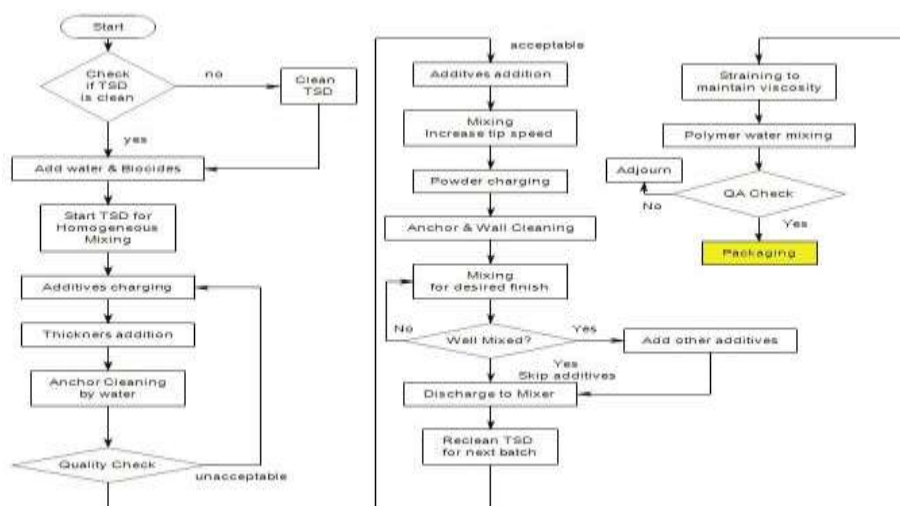 Start
Check
if TSD
is clean
no
Clean
TSD
yes
Add water & Biocides
Start TSD for
Homogeneous
Mixing
Additives charging
Thickners addition
Anchor Cleaning
by water
Quality Check
unacceptable
acceptable
Additves addition
Mixing
Increase tip speed
Powder charging
Anchor & Wall Cleaning
Mixing
for desired finish
No
Wall Mixed?
Yes
Add other additives
Yes
Skip additives
Discharge to Mixer
Reclean TSD
for next batch
Straining to
maintain viscosity
Polymer water mixing
Adjourn
QA Check
No
Yes
Packaging